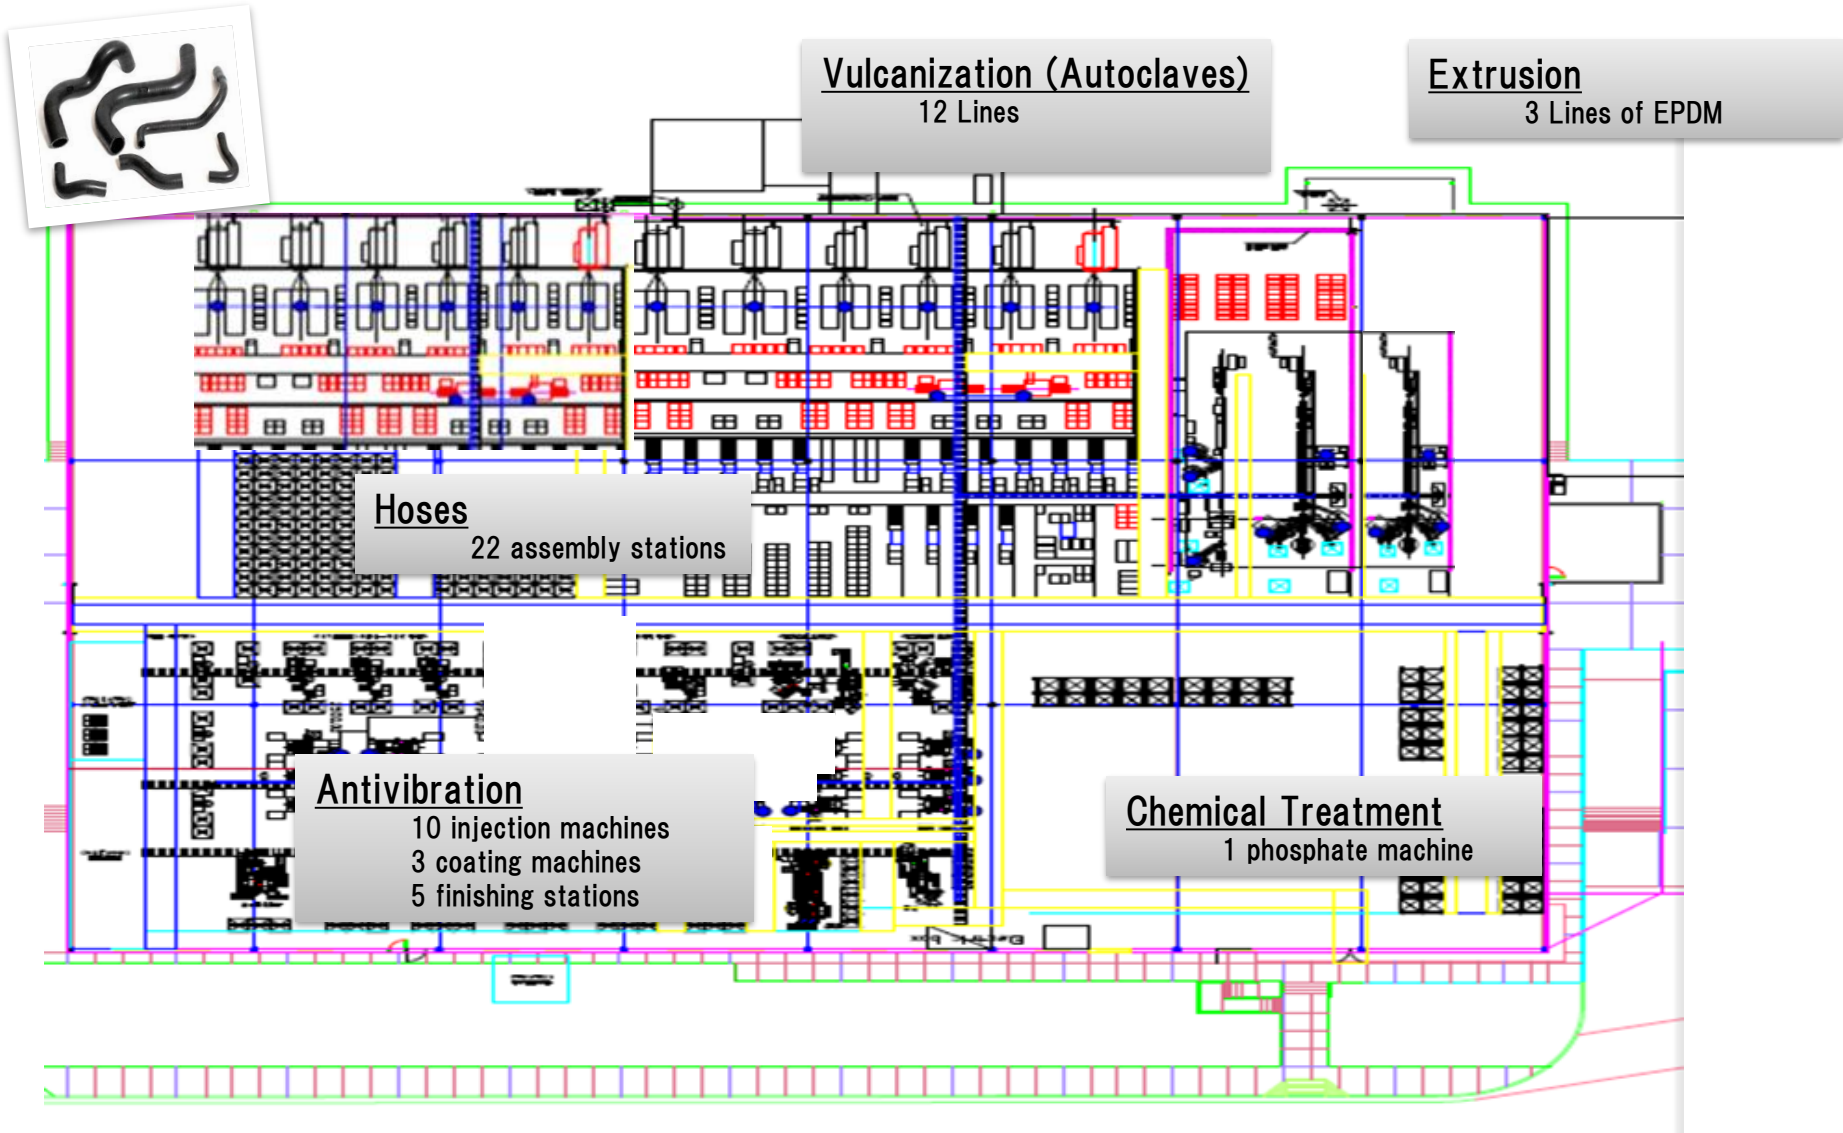 Vulcanization (Autoclaves)
12 Lines
Extrusion
3 Lines of EPDM
Hoses
22 assembly stations
Antivibration
10 injection machines
3 coating machines
5 finishing stations
Chemical Treatment
1 phosphate machine